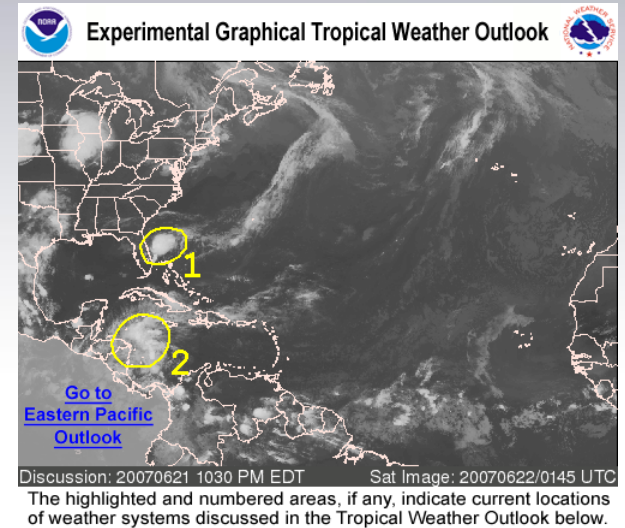 NOAA
Experimental Graphical Tropical Weather Outlook
NATIONAL WEATHER SERVICE
1
2
Go to
Eastern Pacific
Outlook
Discussion: 20070621 1030 PM EDT Sat Image: 20070622/0145 UTC
The highlighted and numbered areas, if any, indicate current locations
of weather systems discussed in the Tropical Weather Outlook below.